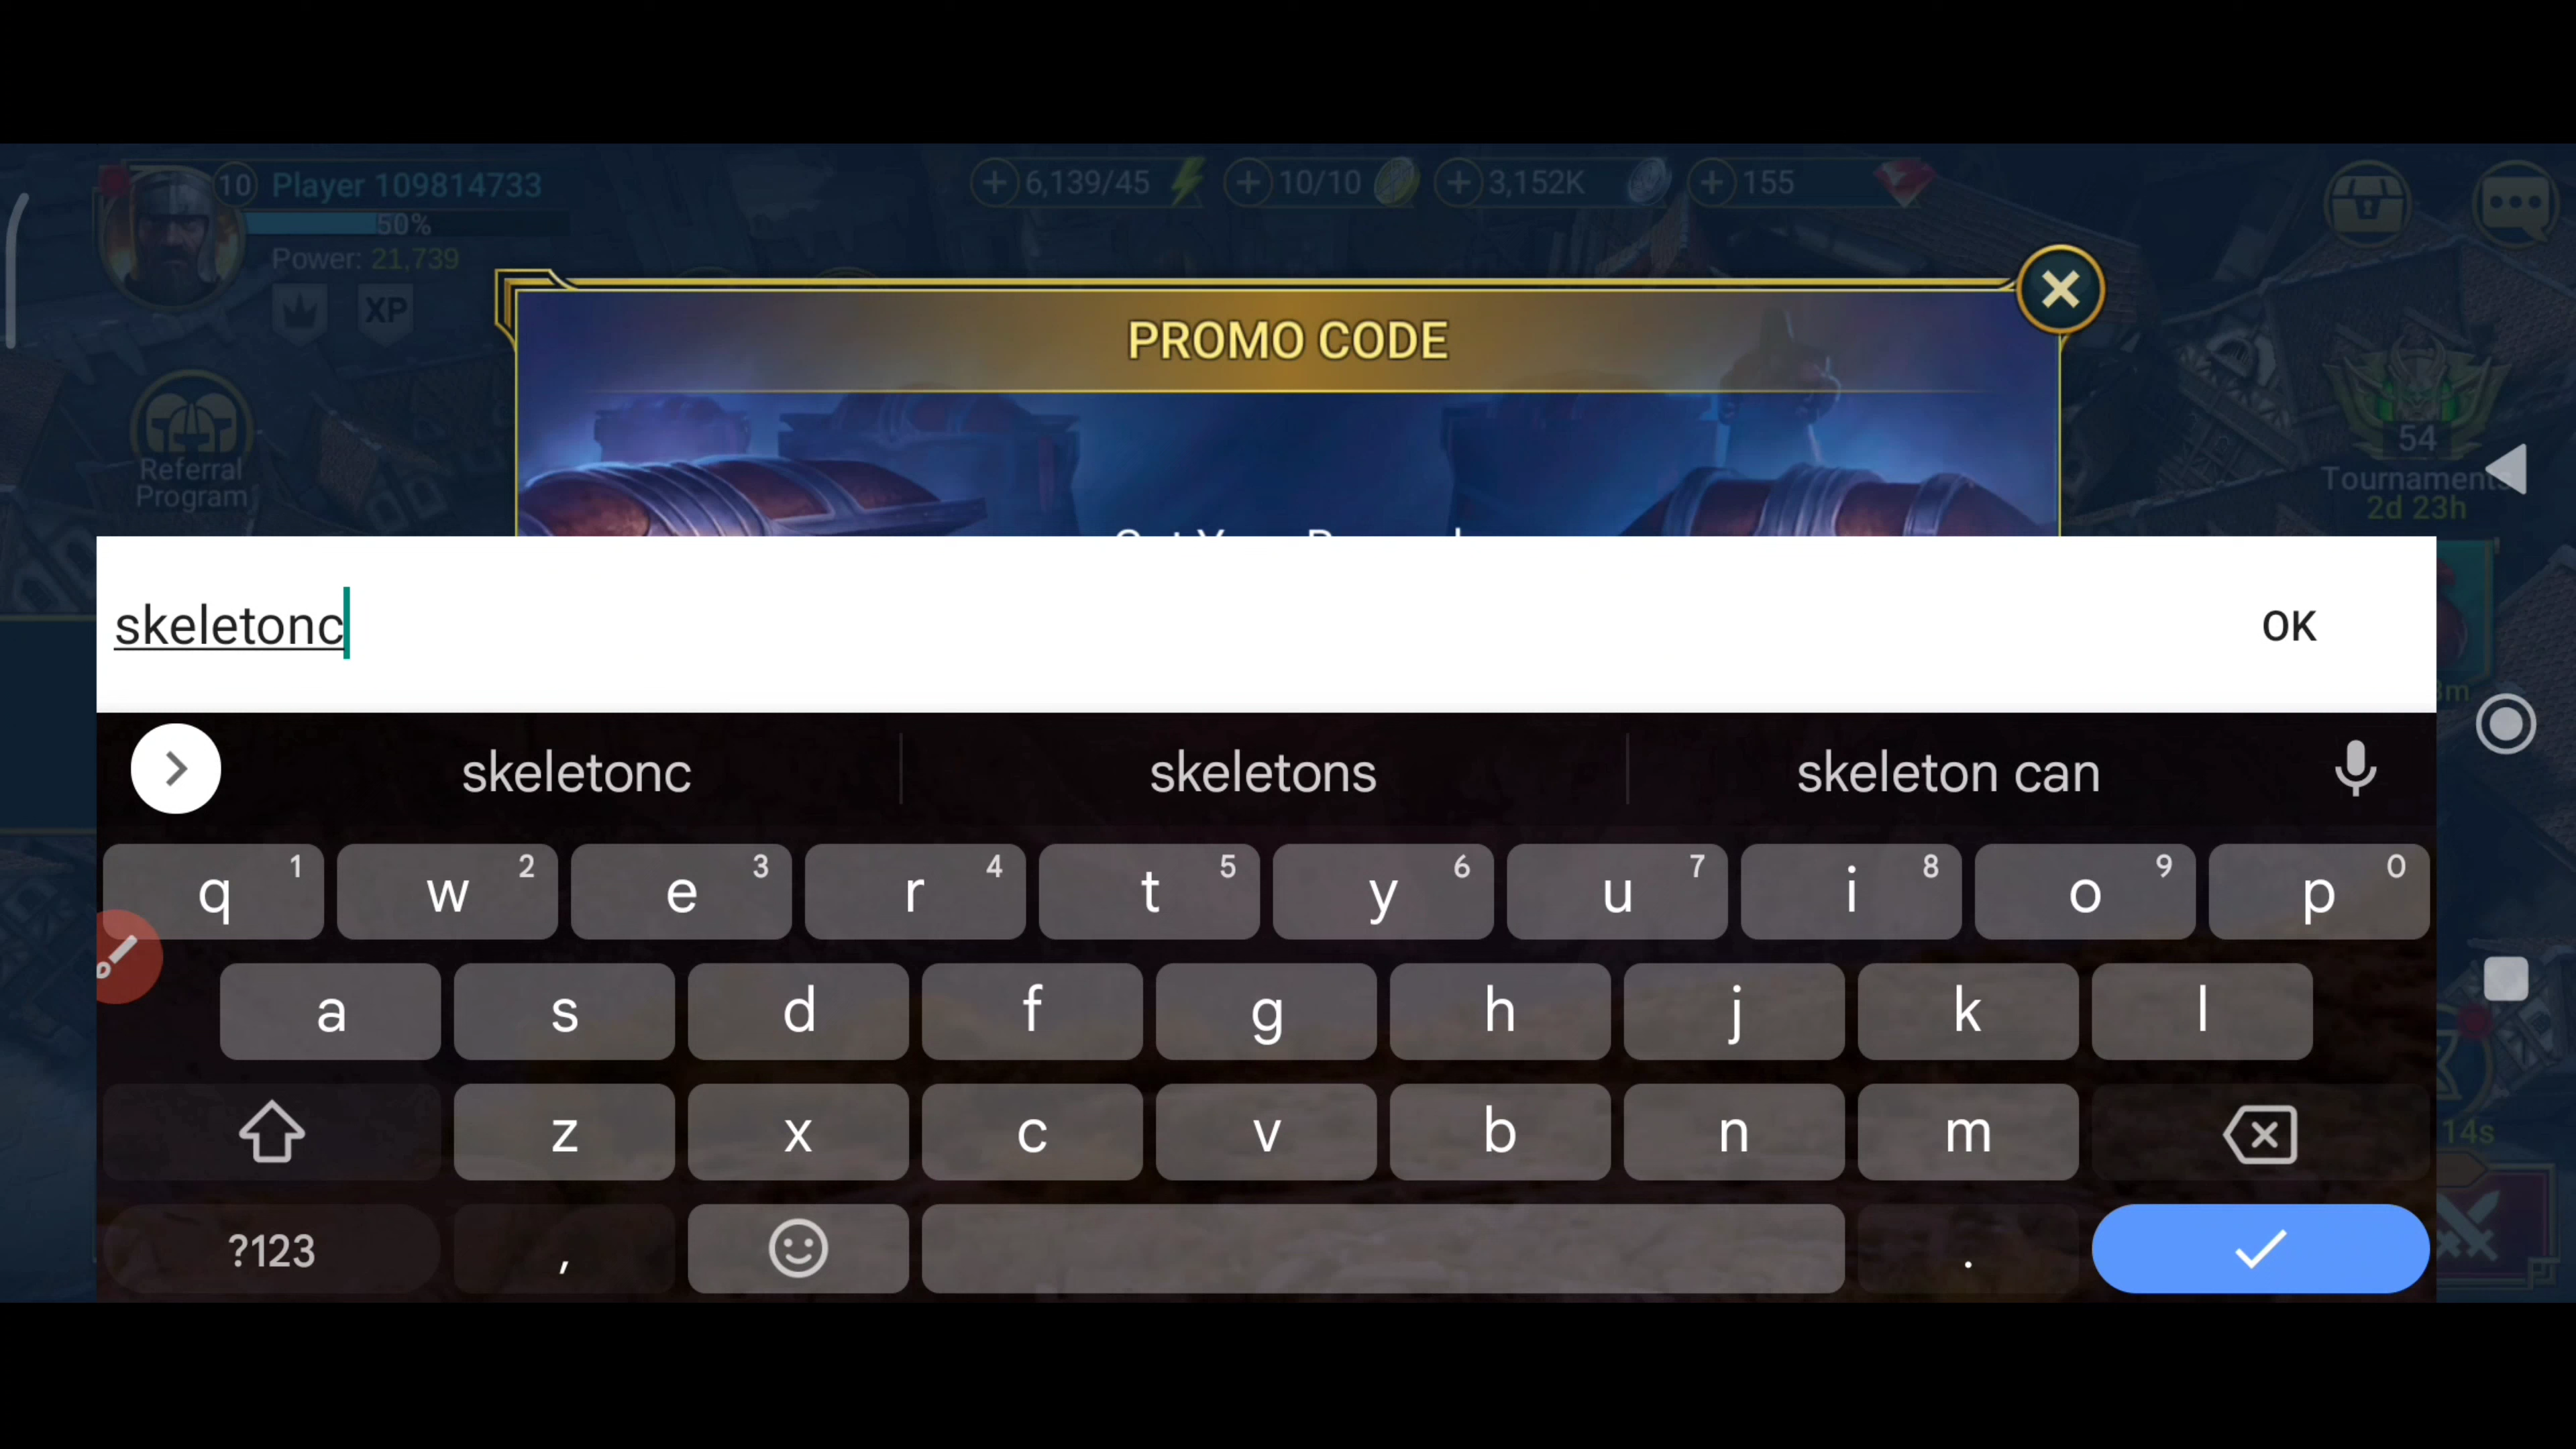 10 Player 109814733
50%
Power: 21,739
XP
6,139/45
10/10
3,152K
155
PROMO CODE
Referral
Program
54
Tournaments
2d 23h
skeletonc
OK
skeletonc skeletons skeleton can
q 1 w 2 e 3 r 4 t 5 y 6 u 7 i 8 o 9 p 0
a s d f g h j k l
z x c v b n m
?123 , .
14s